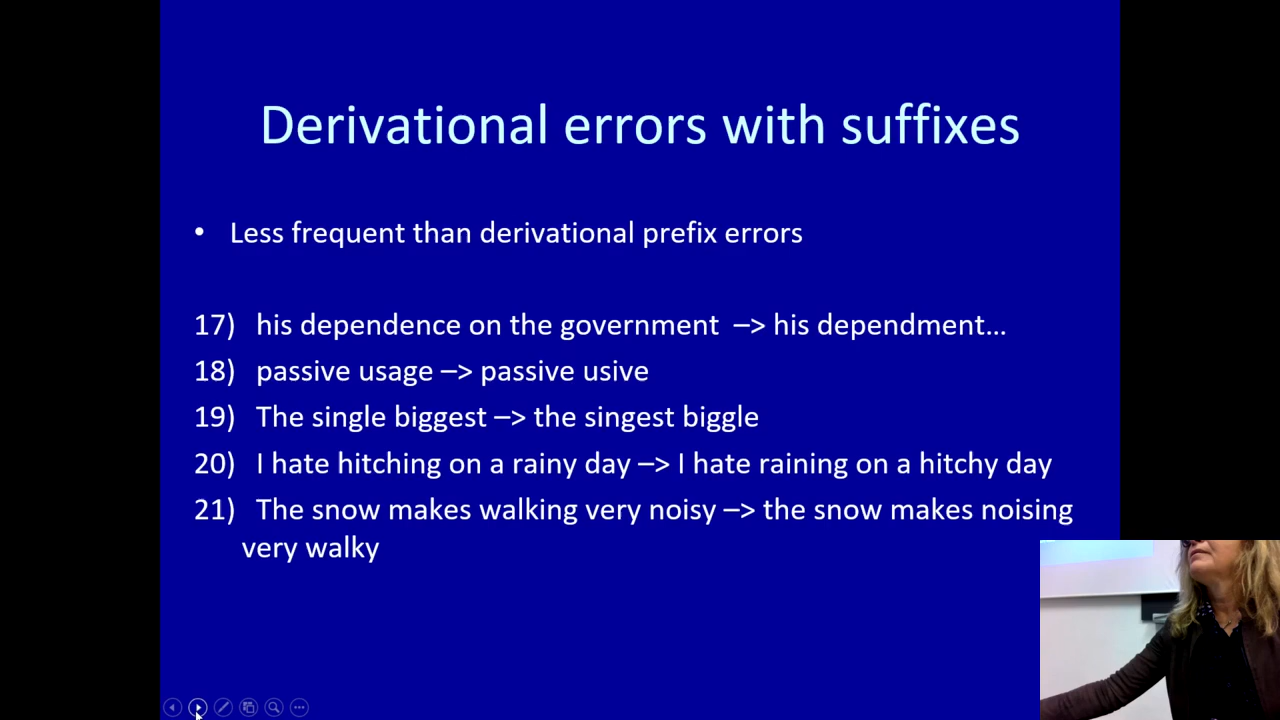 Derivational errors with suffixes
• Less frequent than derivational prefix errors
17) his dependence on the government –> his dependment…
18) passive usage –> passive usive
19) The single biggest –> the singest biggle
20) I hate hitching on a rainy day –> I hate raining on a hitchy day
21) The snow makes walking very noisy –> the snow makes noising
very walky